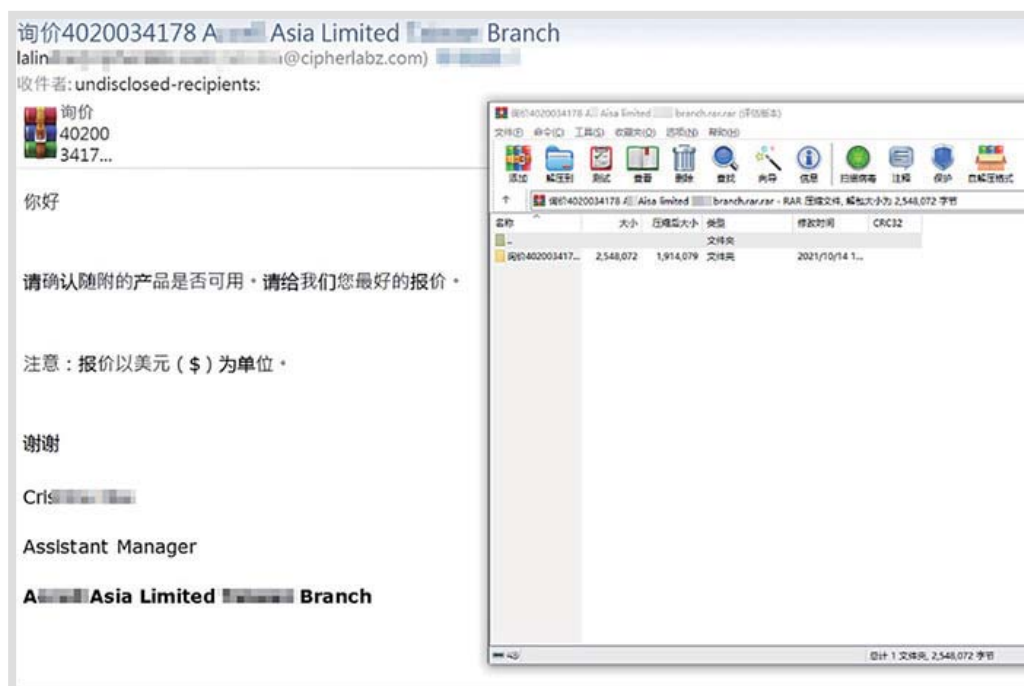 询价4020034178 A Asia Limited Branch
lalin @cipherlabz.com)
收件者: undisclosed-recipients:
询价
40200
3417...
你好
请确认随附的产品是否可用。请给我们您最好的报价。
注意：报价以美元（$）为单位。
谢谢
Cris
Assistant Manager
A Asia Limited Branch
询价4020034178 A Aisa limited branch.rar.rar (评估版本)
文件(F) 命令(C) 工具(S) 收藏夹(O) 选项(N) 帮助(H)
添加 解压到 测试 查看 删除 查找 向导 信息 扫描病毒 注释 保护 自解压格式
询价4020034178 A Aisa limited branch.rar.rar - RAR 压缩文件, 解包大小为 2,548,072 字节
名称 大小 压缩后大小 类型 修改时间 CRC32
.. 文件夹
询价402003417... 2,548,072 1,914,079 文件夹 2021/10/14 1...
总计 1 文件夹, 2,548,072 字节